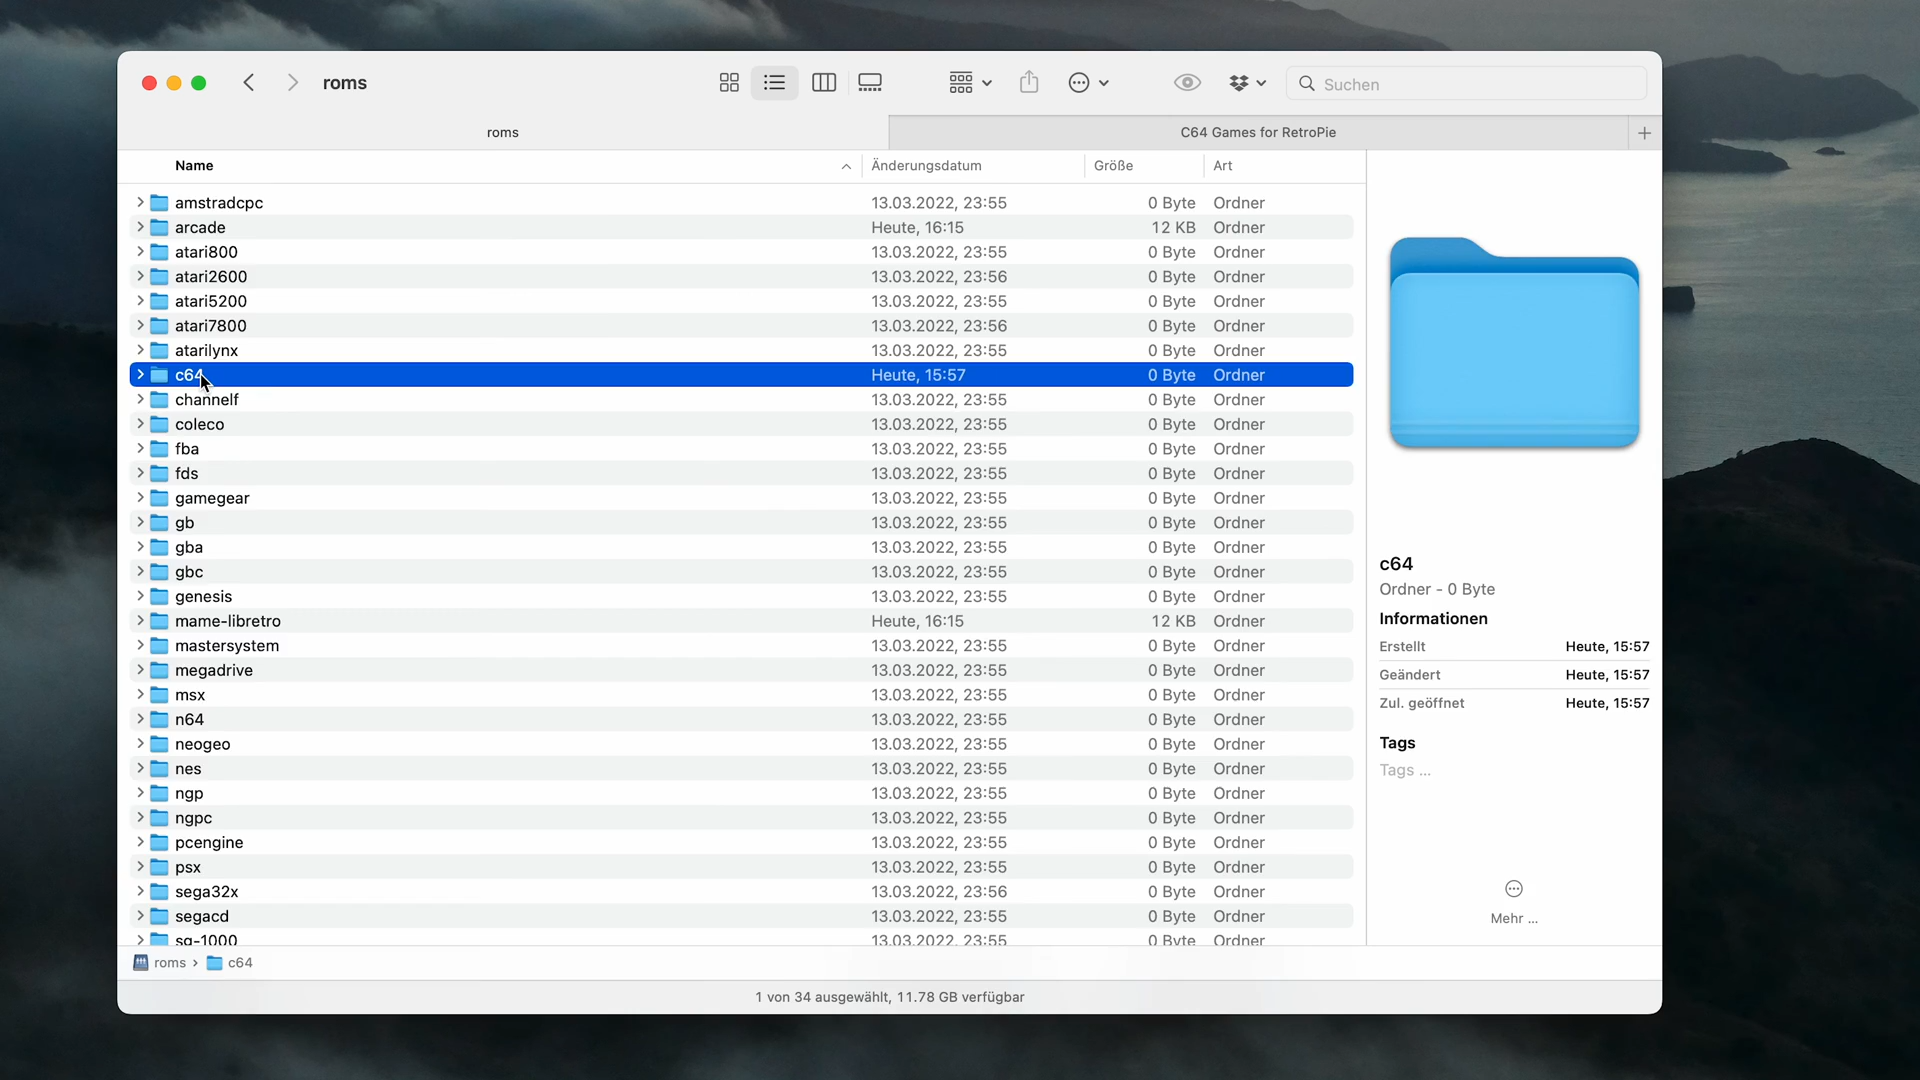 roms
Suchen
roms
C64 Games for RetroPie
Name Änderungsdatum Größe Art
amstradcpc 13.03.2022, 23:55 0 Byte Ordner
arcade Heute, 16:15 12 KB Ordner
atari800 13.03.2022, 23:55 0 Byte Ordner
atari2600 13.03.2022, 23:56 0 Byte Ordner
atari5200 13.03.2022, 23:55 0 Byte Ordner
atari7800 13.03.2022, 23:56 0 Byte Ordner
atarilynx 13.03.2022, 23:55 0 Byte Ordner
c64 Heute, 15:57 0 Byte Ordner
channelf 13.03.2022, 23:55 0 Byte Ordner
coleco 13.03.2022, 23:55 0 Byte Ordner
fba 13.03.2022, 23:55 0 Byte Ordner
fds 13.03.2022, 23:55 0 Byte Ordner
gamegear 13.03.2022, 23:55 0 Byte Ordner
gb 13.03.2022, 23:55 0 Byte Ordner
gba 13.03.2022, 23:55 0 Byte Ordner
gbc 13.03.2022, 23:55 0 Byte Ordner
genesis 13.03.2022, 23:55 0 Byte Ordner
mame-libretro Heute, 16:15 12 KB Ordner
mastersystem 13.03.2022, 23:55 0 Byte Ordner
megadrive 13.03.2022, 23:55 0 Byte Ordner
msx 13.03.2022, 23:55 0 Byte Ordner
n64 13.03.2022, 23:55 0 Byte Ordner
neogeo 13.03.2022, 23:55 0 Byte Ordner
nes 13.03.2022, 23:55 0 Byte Ordner
ngp 13.03.2022, 23:55 0 Byte Ordner
ngpc 13.03.2022, 23:55 0 Byte Ordner
pcengine 13.03.2022, 23:55 0 Byte Ordner
psx 13.03.2022, 23:55 0 Byte Ordner
sega32x 13.03.2022, 23:56 0 Byte Ordner
segacd 13.03.2022, 23:55 0 Byte Ordner
sg-1000 13.03.2022, 23:55 0 Byte Ordner
c64
Ordner - 0 Byte
Informationen
Erstellt Heute, 15:57
Geändert Heute, 15:57
Zul. geöffnet Heute, 15:57
Tags
Tags ...
Mehr ...
roms › c64
1 von 34 ausgewählt, 11.78 GB verfügbar